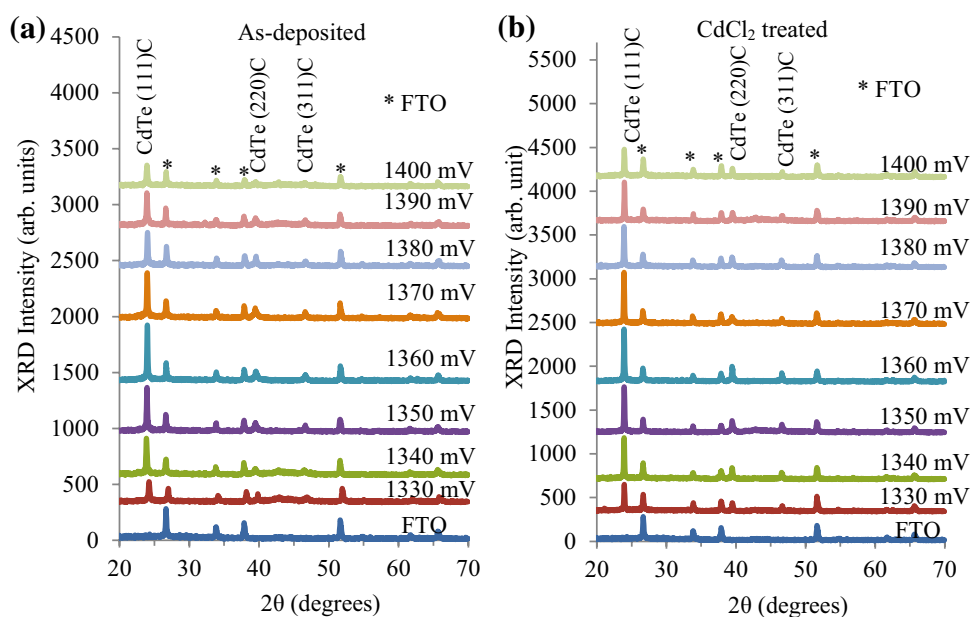 (a)
As-deposited
XRD Intensity (arb. units)
4500
4000
3500
3000
2500
2000
1500
1000
500
0
CdTe (111)C
CdTe (220)C
CdTe (311)C
* FTO
*
*
*
*
1400 mV
1390 mV
1380 mV
1370 mV
1360 mV
1350 mV
1340 mV
1330 mV
FTO
20
30
40
50
60
70
2θ (degrees)
(b)
CdCl₂ treated
XRD Intensity (arb. unit)
5500
5000
4500
4000
3500
3000
2500
2000
1500
1000
500
0
CdTe (111)C
CdTe (220)C
CdTe (311)C
* FTO
*
*
*
*
1400 mV
1390 mV
1380 mV
1370 mV
1360 mV
1350 mV
1340 mV
1330 mV
FTO
20
30
40
50
60
70
2θ (degrees)